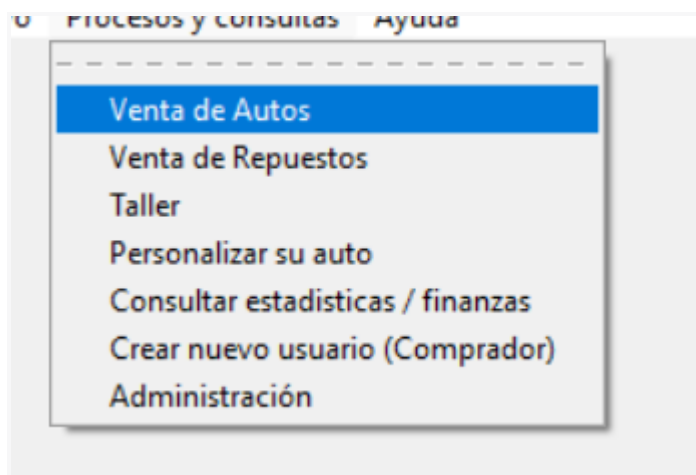 Procesos y consultas Ayuda
Venta de Autos
Venta de Repuestos
Taller
Personalizar su auto
Consultar estadisticas / finanzas
Crear nuevo usuario (Comprador)
Administración